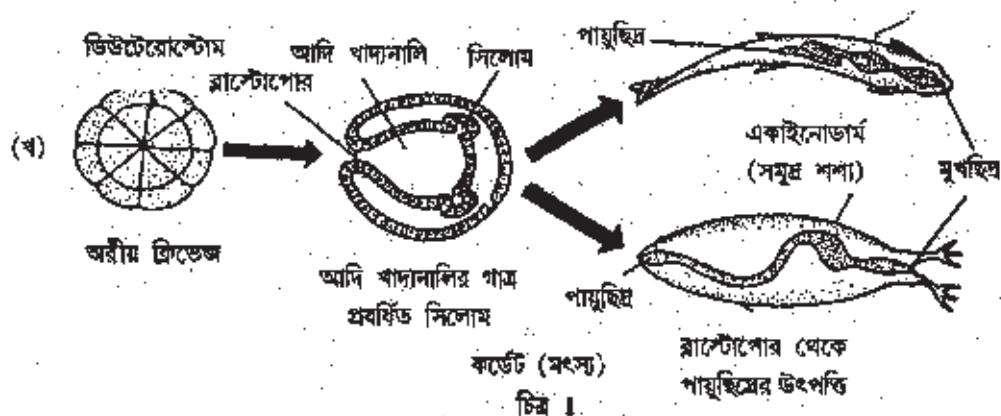 ডিউটেরোস্টোম
আদি খাদ্যনালি
সিলোম
ব্লাস্টোপোর
পায়ুছিদ্র
(খ)
একাইনোডার্ম
(সমুদ্র শশা)
মুখছিদ্র
অরীয় ক্লিভেজ
আদি খাদ্যনালির গাত্র
প্রবর্ধিত সিলোম
পায়ুছিদ্র
ব্লাস্টোপোর থেকে
পায়ুছিদ্রের উৎপত্তি
কর্ডেট (মৎস্য)
চিত্র ।